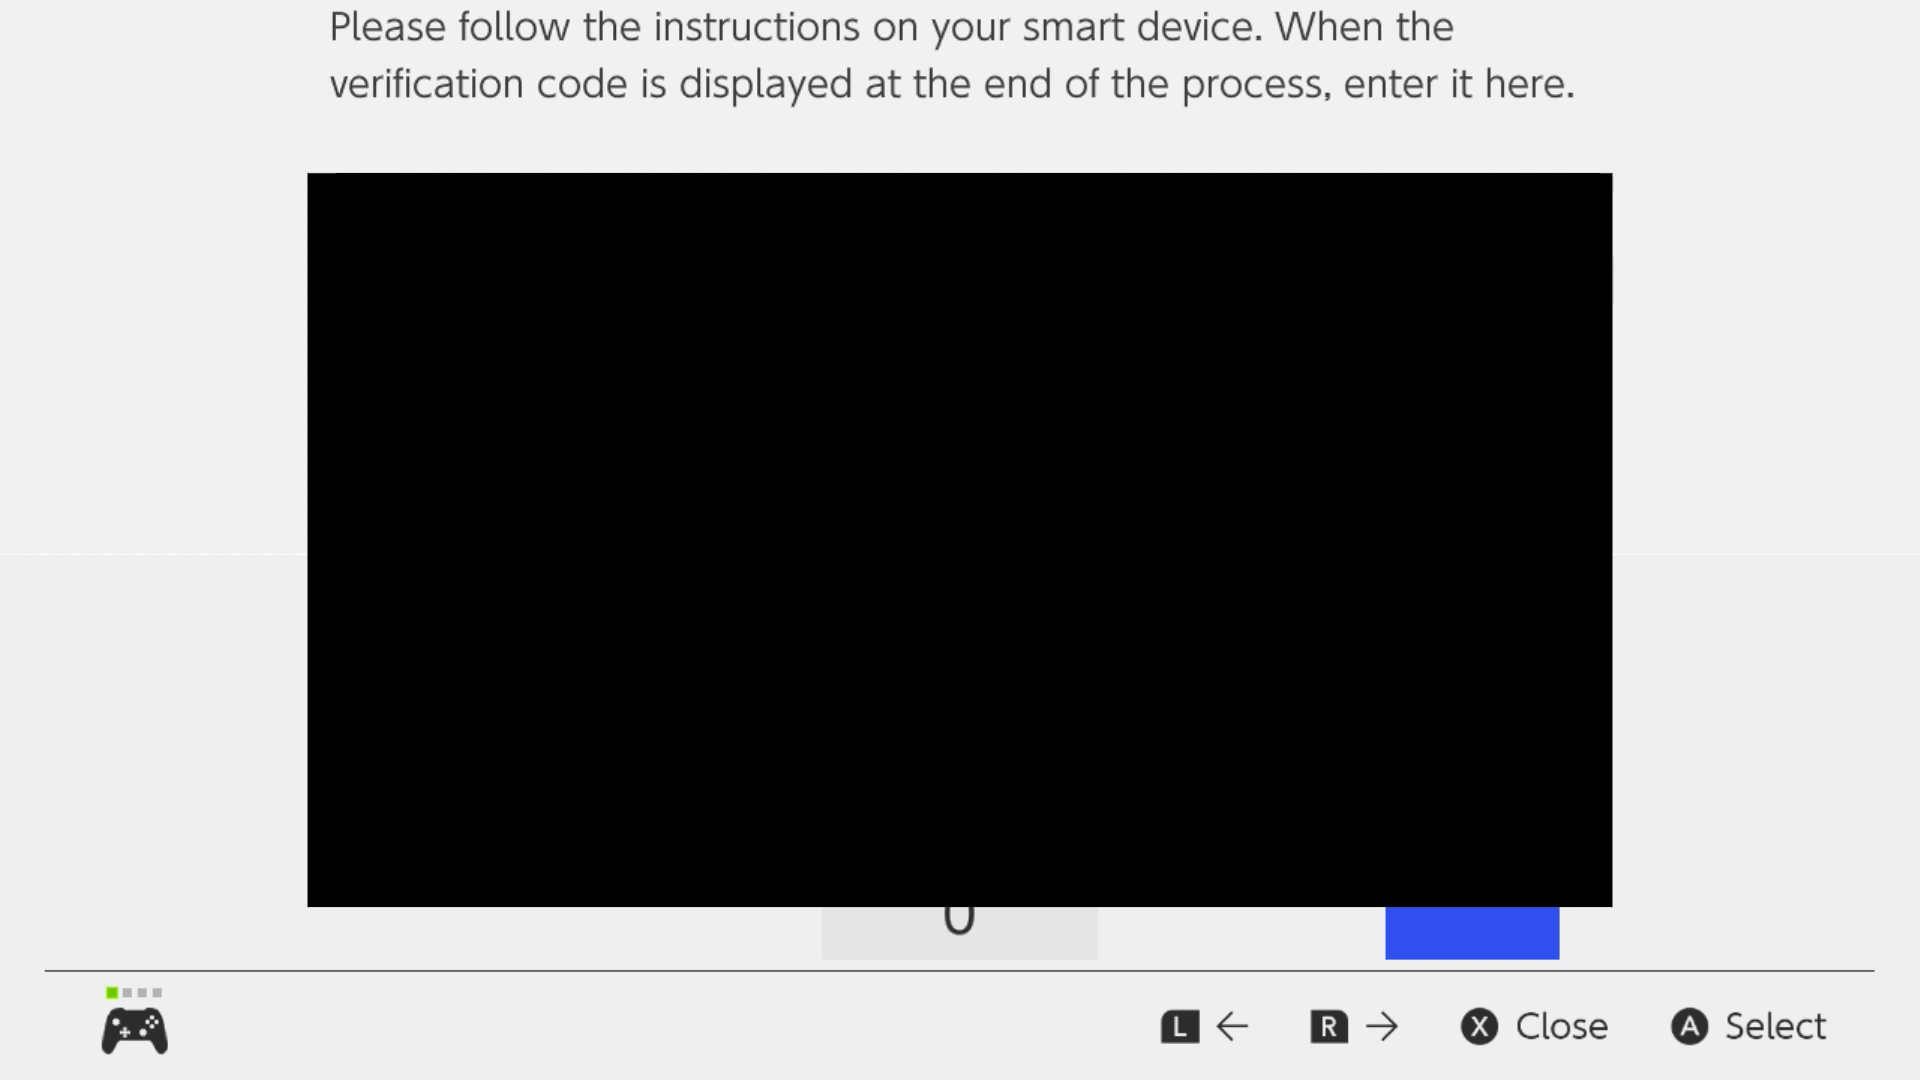 Please follow the instructions on your smart device. When the
verification code is displayed at the end of the process, enter it here.
0
L ← R → X Close A Select